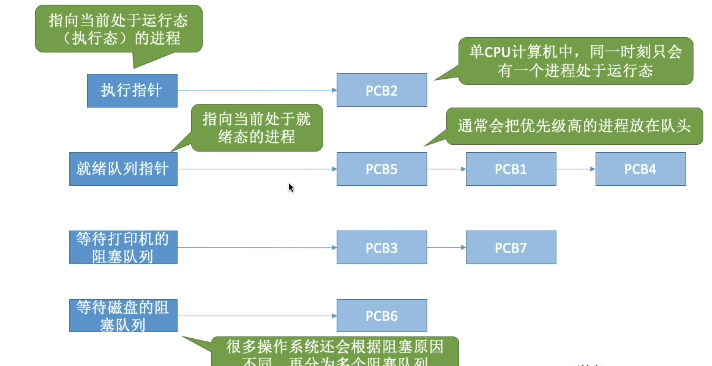 指向当前处于运行态
（执行态）的进程
单CPU计算机中，同一时刻只会
有一个进程处于运行态
执行指针
PCB2
指向当前处于就
绪态的进程
通常会把优先级高的进程放在队头
就绪队列指针
PCB5
PCB1
PCB4
等待打印机的
阻塞队列
PCB3
PCB7
等待磁盘的阻
塞队列
PCB6
很多操作系统还会根据阻塞原因
不同，再分为多个阻塞队列